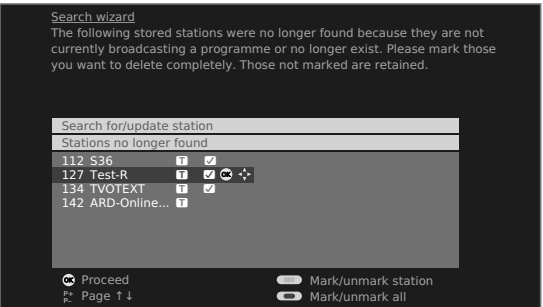 Search wizard
The following stored stations were no longer found because they are not
currently broadcasting a programme or no longer exist. Please mark those
you want to delete completely. Those not marked are retained.
Search for/update station
Stations no longer found
112 S36 T ✓
127 Test-R T ✓ OK
134 TVOTEXT T ✓
142 ARD-Online... T
OK Proceed
Mark/unmark station
P+ P- Page ↑↓
Mark/unmark all